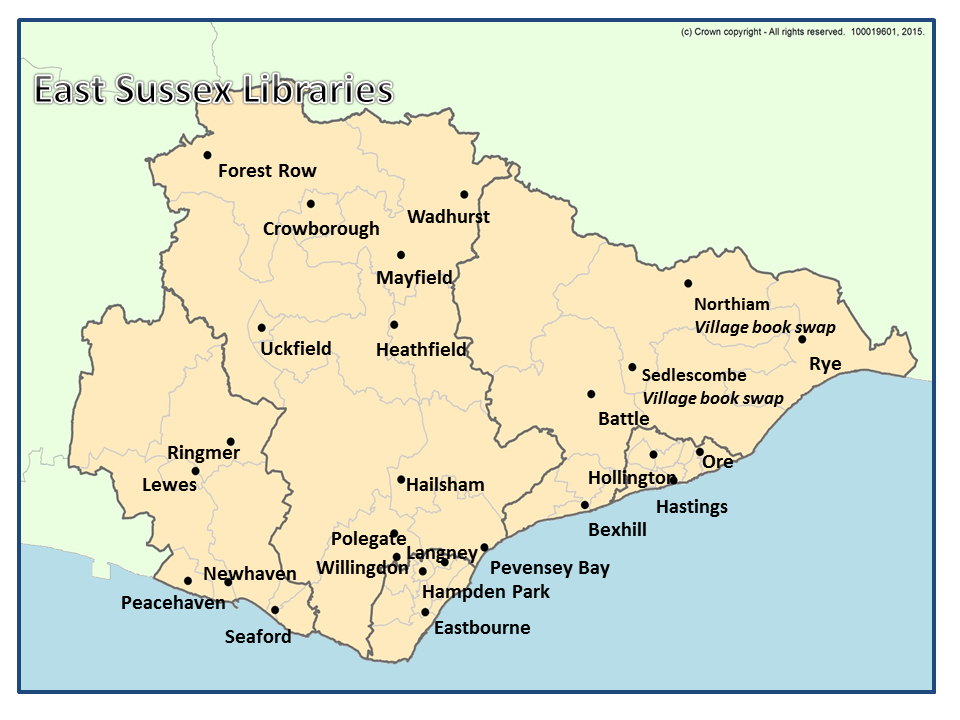 (c) Crown copyright - All rights reserved. 100019601, 2015.
East Sussex Libraries
Forest Row
Wadhurst
Crowborough
Mayfield
Northiam
Village book swap
Uckfield
Heathfield
Rye
Sedlescombe
Village book swap
Battle
Ringmer
Ore
Lewes
Hailsham
Hollington
Hastings
Bexhill
Polegate
Langney
Willingdon
Pevensey Bay
Newhaven
Hampden Park
Peacehaven
Eastbourne
Seaford